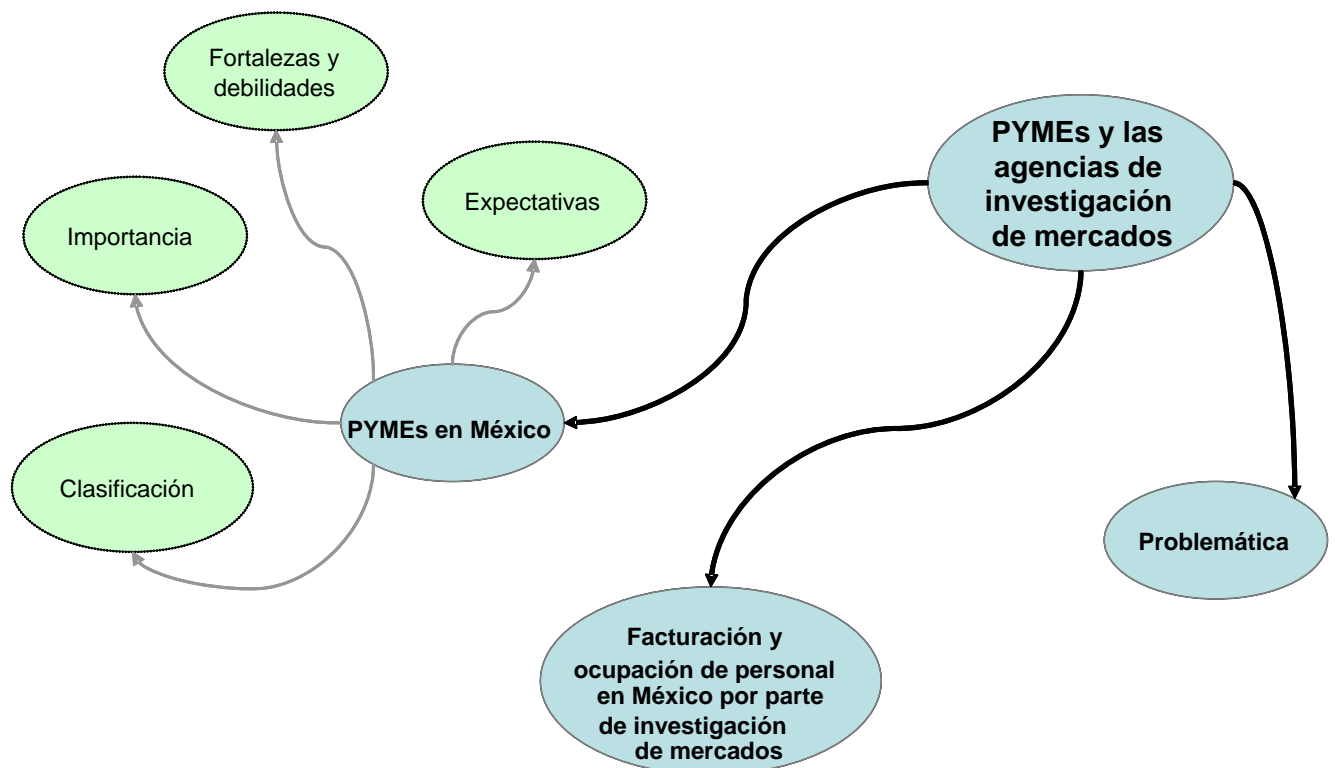 Fortalezas y
debilidades
PYMEs y las
agencias de
investigación
de mercados
Expectativas
Importancia
PYMEs en México
Clasificación
Problemática
Facturación y
ocupación de personal
en México por parte
de investigación
de mercados